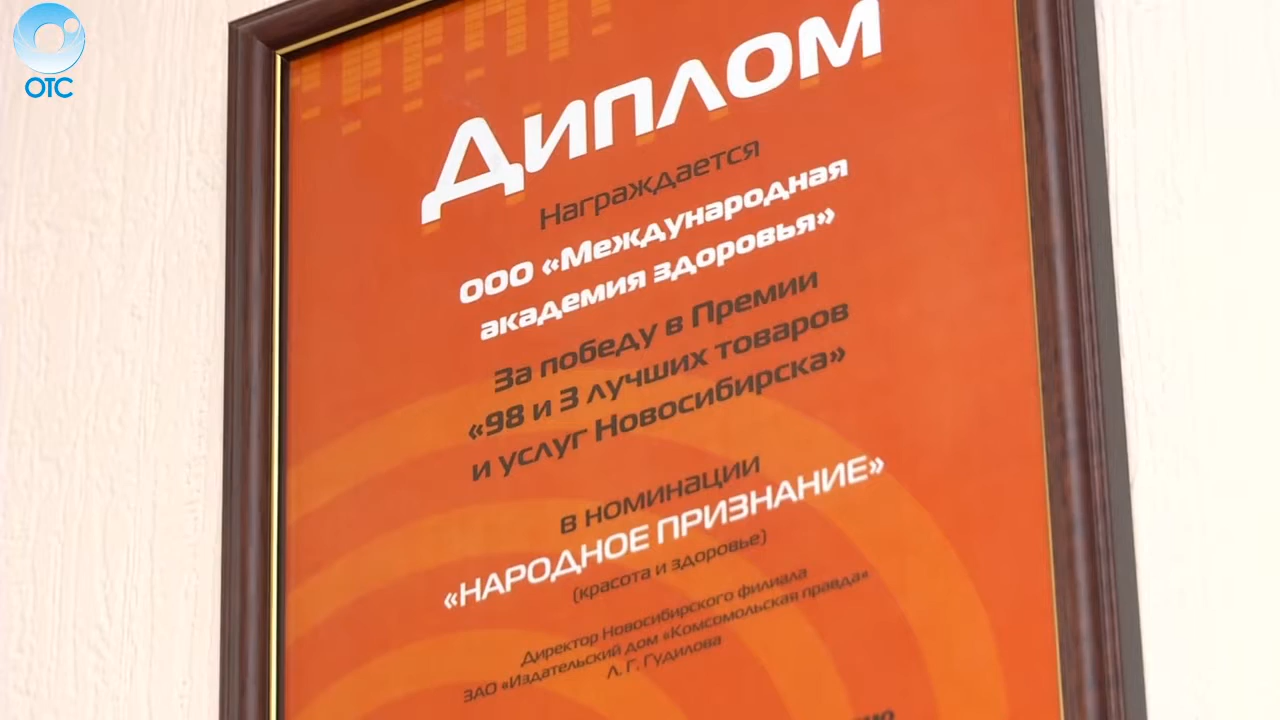 ОТС
Диплом
Награждается
ООО «Международная
академия здоровья»
За победу в Премии
«98 и 3 лучших товаров
и услуг Новосибирска»
в номинации
«НАРОДНОЕ ПРИЗНАНИЕ»
(красота и здоровье)
Директор Новосибирского филиала
ЗАО «Издательский дом «Комсомольская правда»
Л. Г. Гудилова